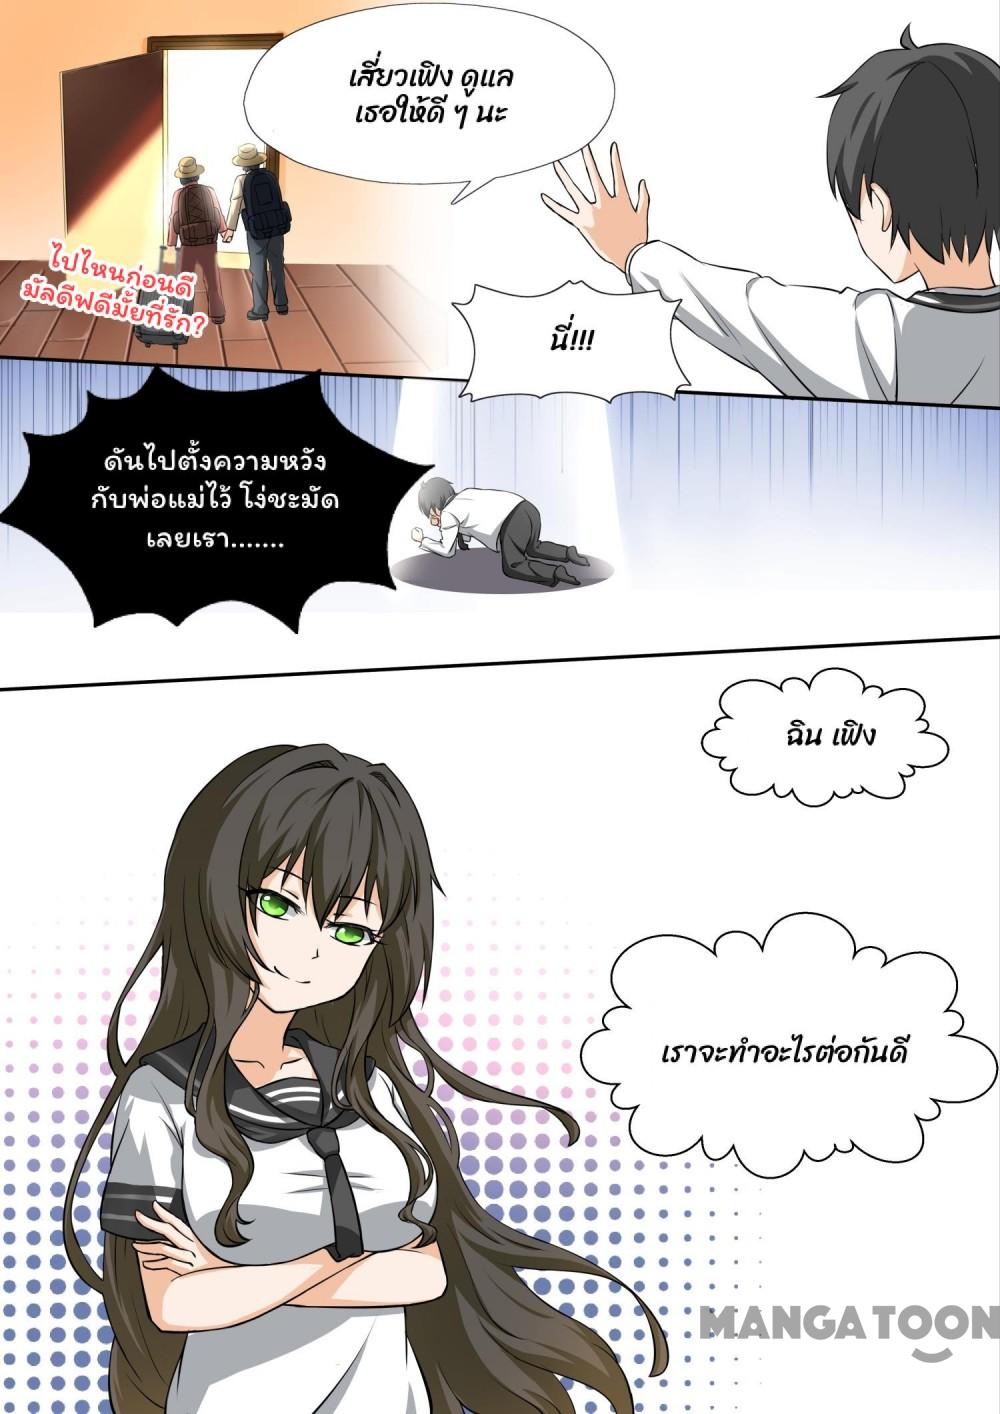 เสี่ยวเฟิง ดูแล
เธอให้ดี ๆ นะ
ไปไหนก่อนดี
มัลดีฟดีมั้ยที่รัก?
นี่!!!
ดันไปตั้งความหวัง
กับพ่อแม่ไว้ โง่ชะมัด
เลยเรา.......
ฉิน เฟิง
เราจะทำอะไรต่อกันดี
MANGATOON